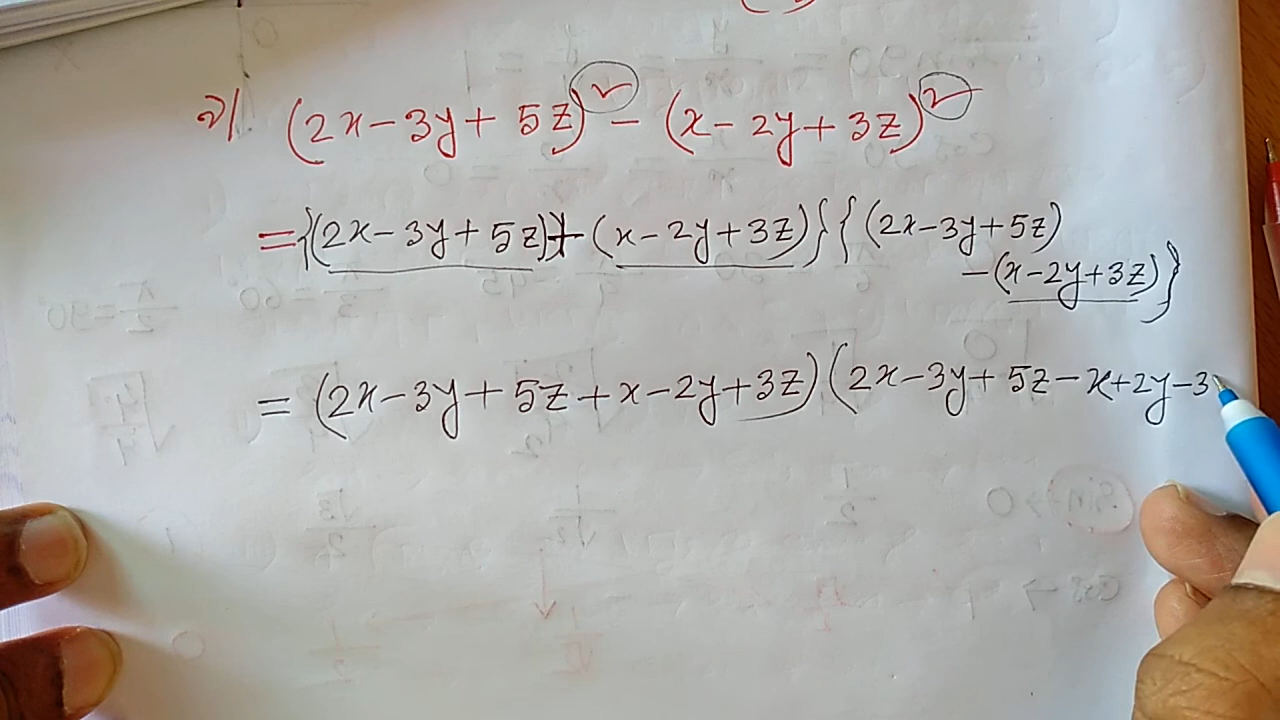 ২। (2x-3y+5z)² - (x-2y+3z)²
={(2x-3y+5z)+(x-2y+3z)}{(2x-3y+5z)
-(x-2y+3z)}
=(2x-3y+5z+x-2y+3z)(2x-3y+5z-x+2y-3